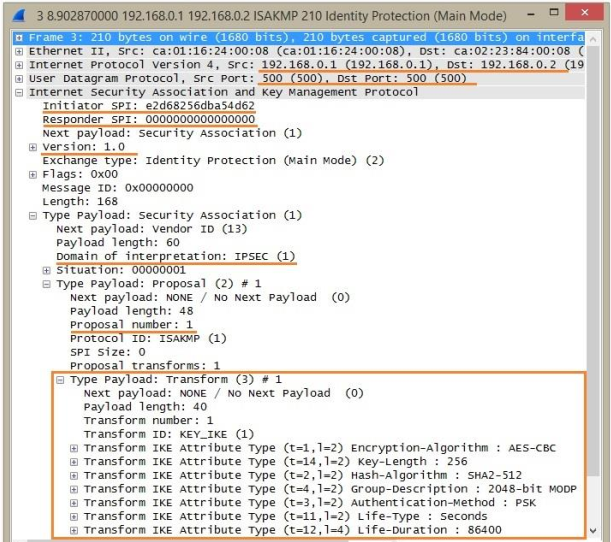 3 8.902870000 192.168.0.1 192.168.0.2 ISAKMP 210 Identity Protection (Main Mode)
Frame 3: 210 bytes on wire (1680 bits), 210 bytes captured (1680 bits) on interfa
Ethernet II, Src: ca:01:16:24:00:08 (ca:01:16:24:00:08), Dst: ca:02:23:84:00:08 (
Internet Protocol Version 4, Src: 192.168.0.1 (192.168.0.1), Dst: 192.168.0.2 (19
User Datagram Protocol, Src Port: 500 (500), Dst Port: 500 (500)
Internet Security Association and Key Management Protocol
Initiator SPI: e2d68256dba54d62
Responder SPI: 0000000000000000
Next payload: Security Association (1)
Version: 1.0
Exchange type: Identity Protection (Main Mode) (2)
Flags: 0x00
Message ID: 0x00000000
Length: 168
Type Payload: Security Association (1)
Next payload: Vendor ID (13)
Payload length: 60
Domain of interpretation: IPSEC (1)
Situation: 00000001
Type Payload: Proposal (2) # 1
Next payload: NONE / No Next Payload (0)
Payload length: 48
Proposal number: 1
Protocol ID: ISAKMP (1)
SPI Size: 0
Proposal transforms: 1
Type Payload: Transform (3) # 1
Next payload: NONE / No Next Payload (0)
Payload length: 40
Transform number: 1
Transform ID: KEY_IKE (1)
Transform IKE Attribute Type (t=1,l=2) Encryption-Algorithm : AES-CBC
Transform IKE Attribute Type (t=14,l=2) Key-Length : 256
Transform IKE Attribute Type (t=2,l=2) Hash-Algorithm : SHA2-512
Transform IKE Attribute Type (t=4,l=2) Group-Description : 2048-bit MODP
Transform IKE Attribute Type (t=3,l=2) Authentication-Method : PSK
Transform IKE Attribute Type (t=11,l=2) Life-Type : Seconds
Transform IKE Attribute Type (t=12,l=4) Life-Duration : 86400